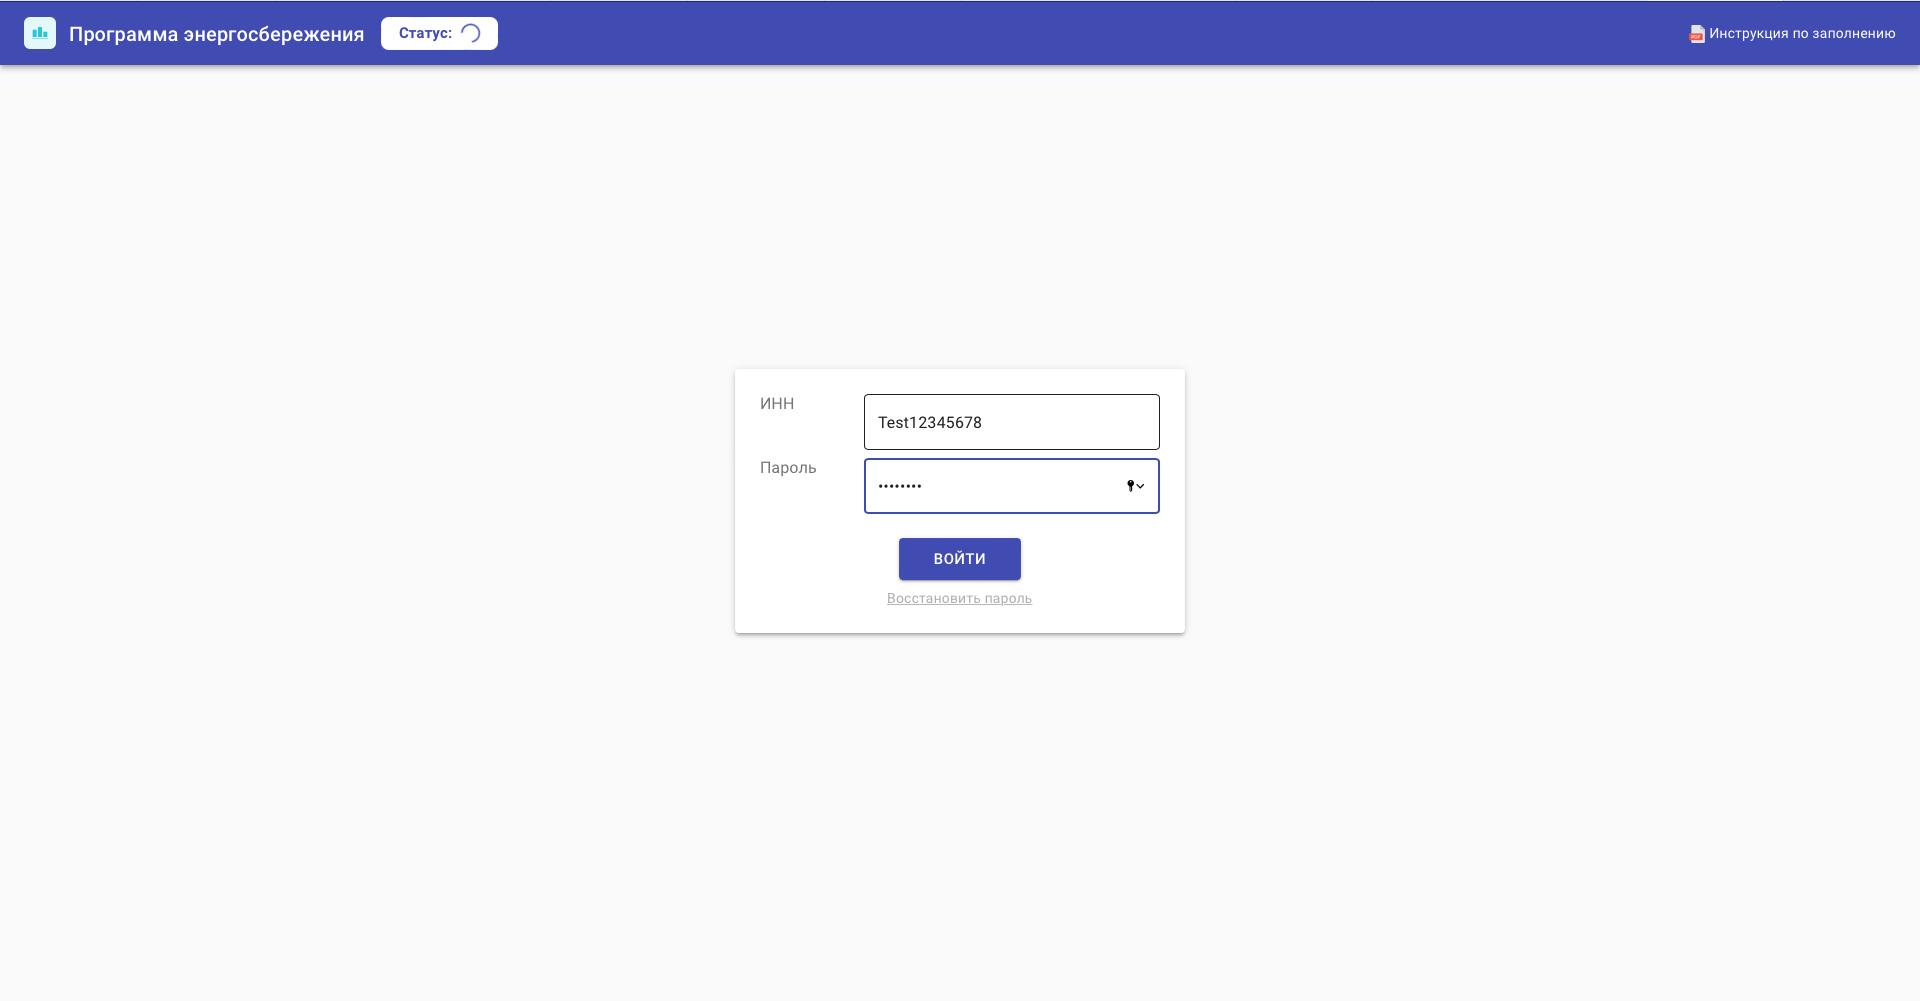 Программа энергосбережения
Статус:
Инструкция по заполнению
ИНН
Test12345678
Пароль
••••••••
ВОЙТИ
Восстановить пароль